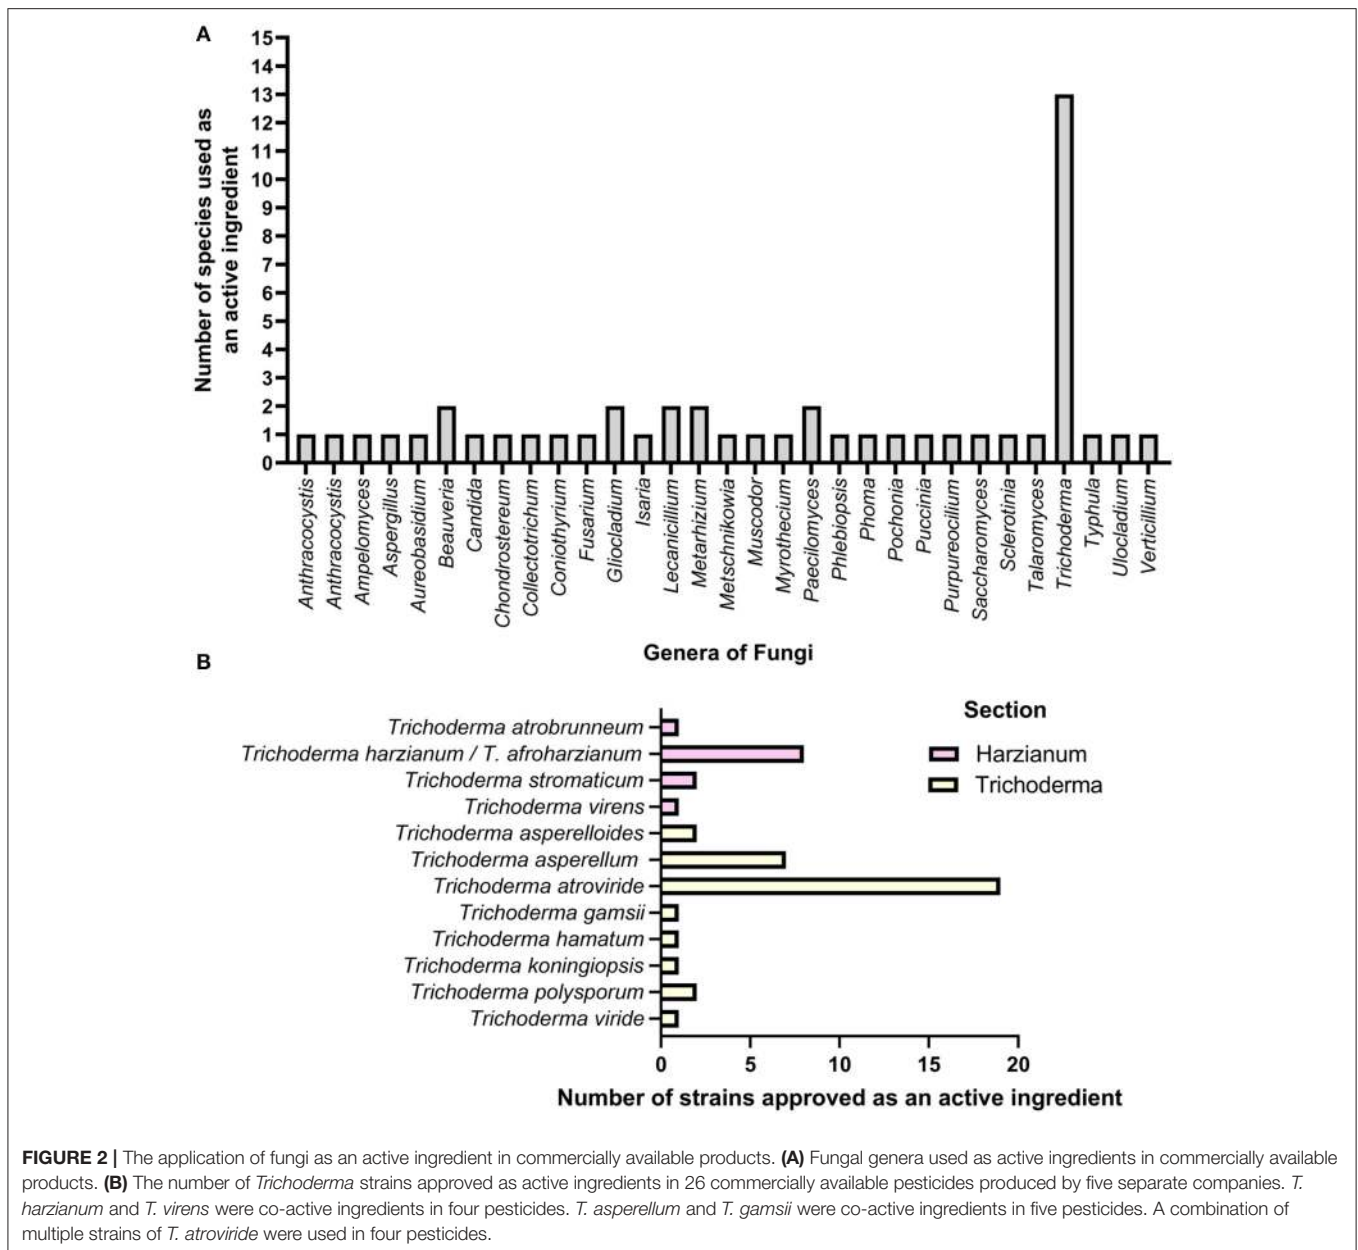 A
Number of species used as
an active ingredient
15
14
13
12
11
10
9
8
7
6
5
4
3
2
1
0
Anthracocystis
Anthracocystis
Ampelomyces
Aspergillus
Aureobasidium
Beauveria
Candida
Chondrostereum
Collectotrichum
Coniothyrium
Fusarium
Gliocladium
Isaria
Lecanicillium
Metarhizium
Metschnikowia
Muscodor
Myrothecium
Paecilomyces
Phlebiopsis
Phoma
Pochonia
Puccinia
Purpureocilium
Saccharomyces
Sclerotinia
Talaromyces
Trichoderma
Typhula
Ulocladium
Verticillium
Genera of Fungi
B
Section
Harzianum
Trichoderma
Trichoderma atrobrunneum
Trichoderma harzianum / T. afroharzianum
Trichoderma stromaticum
Trichoderma virens
Trichoderma asperelloides
Trichoderma asperellum
Trichoderma atroviride
Trichoderma gamsii
Trichoderma hamatum
Trichoderma koningiopsis
Trichoderma polysporum
Trichoderma viride
0 5 10 15 20
Number of strains approved as an active ingredient
FIGURE 2 | The application of fungi as an active ingredient in commercially available products. (A) Fungal genera used as active ingredients in commercially available
products. (B) The number of Trichoderma strains approved as active ingredients in 26 commercially available pesticides produced by five separate companies. T.
harzianum and T. virens were co-active ingredients in four pesticides. T. asperellum and T. gamsii were co-active ingredients in five pesticides. A combination of
multiple strains of T. atroviride were used in four pesticides.